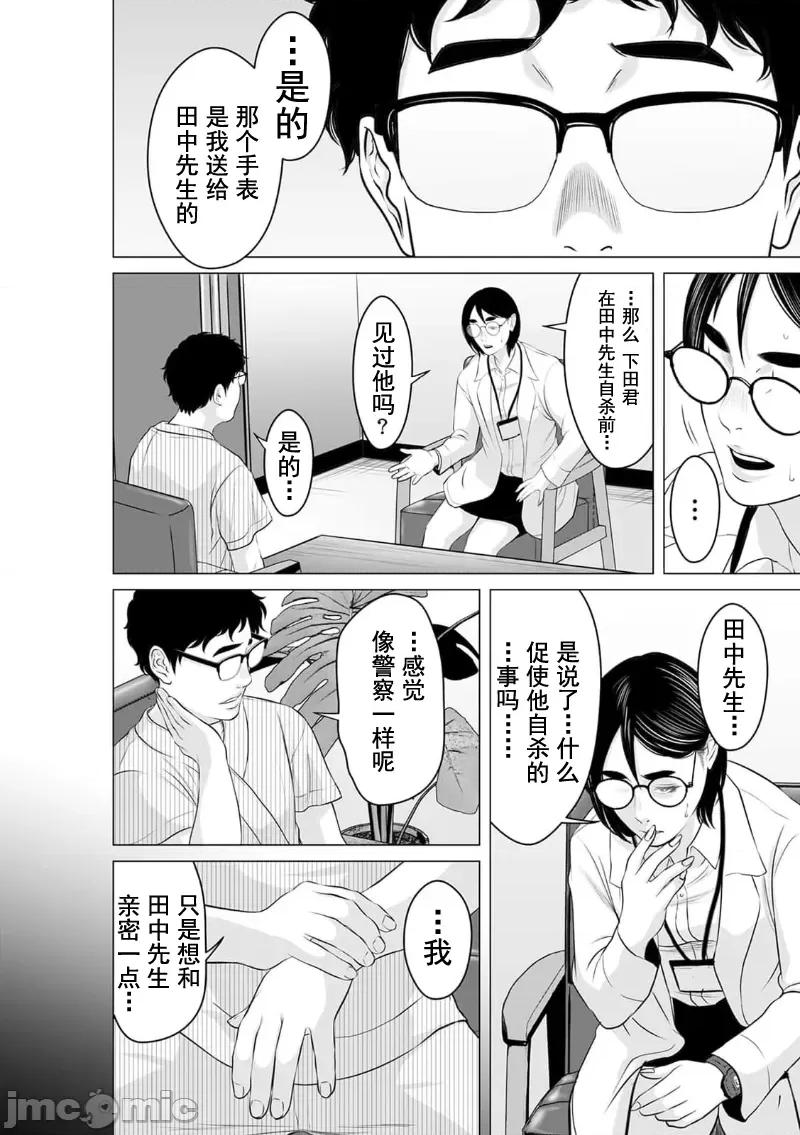 …是的
那个手表
是我送给
田中先生的
…
…那么 下田君
在田中先生自杀前…
见过他吗？
是的…
田中先生…
是说了…什么
促使他自杀的
…事吗……
…感觉
像警察一样呢
…我
只是想和
田中先生
亲密一点…
jmcomic